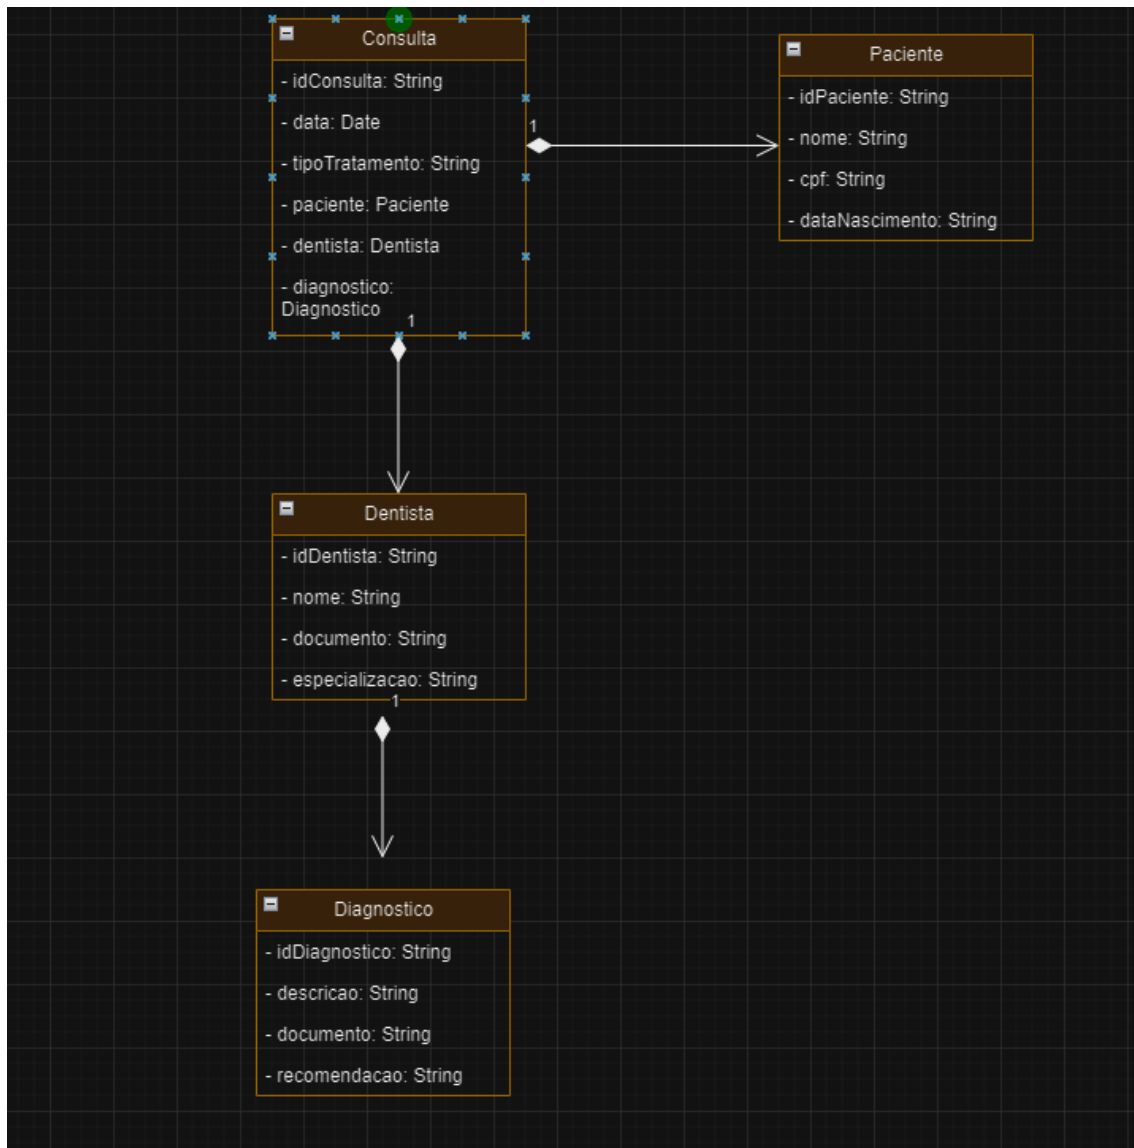 Consulta
- idConsulta: String
- data: Date
- tipoTratamento: String
- paciente: Paciente
- dentista: Dentista
- diagnostico:
Diagnostico
1
1
Paciente
- idPaciente: String
- nome: String
- cpf: String
- dataNascimento: String
Dentista
- idDentista: String
- nome: String
- documento: String
- especializacao: String
1
Diagnostico
- idDiagnostico: String
- descricao: String
- documento: String
- recomendacao: String